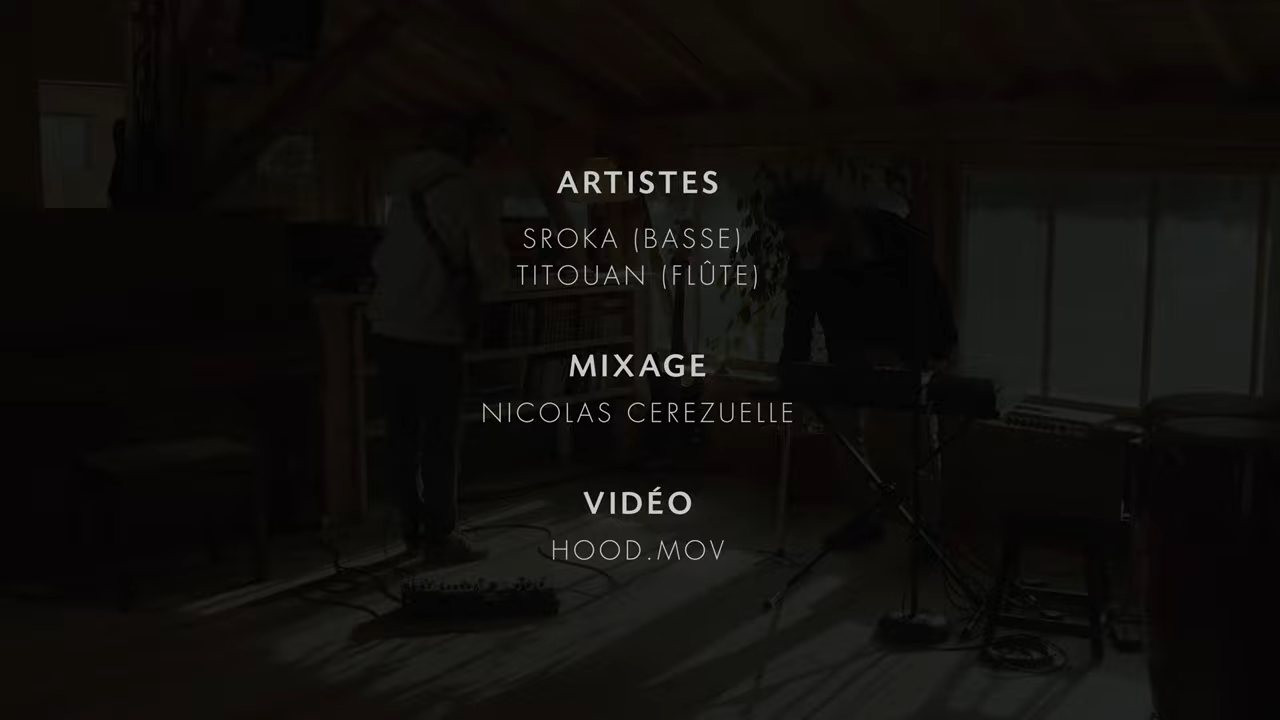 ARTISTES
SROKA (BASSE)
TITOUAN (FLÛTE)
MIXAGE
NICOLAS CEREZUELLE
VIDÉO
HOOD.MOV